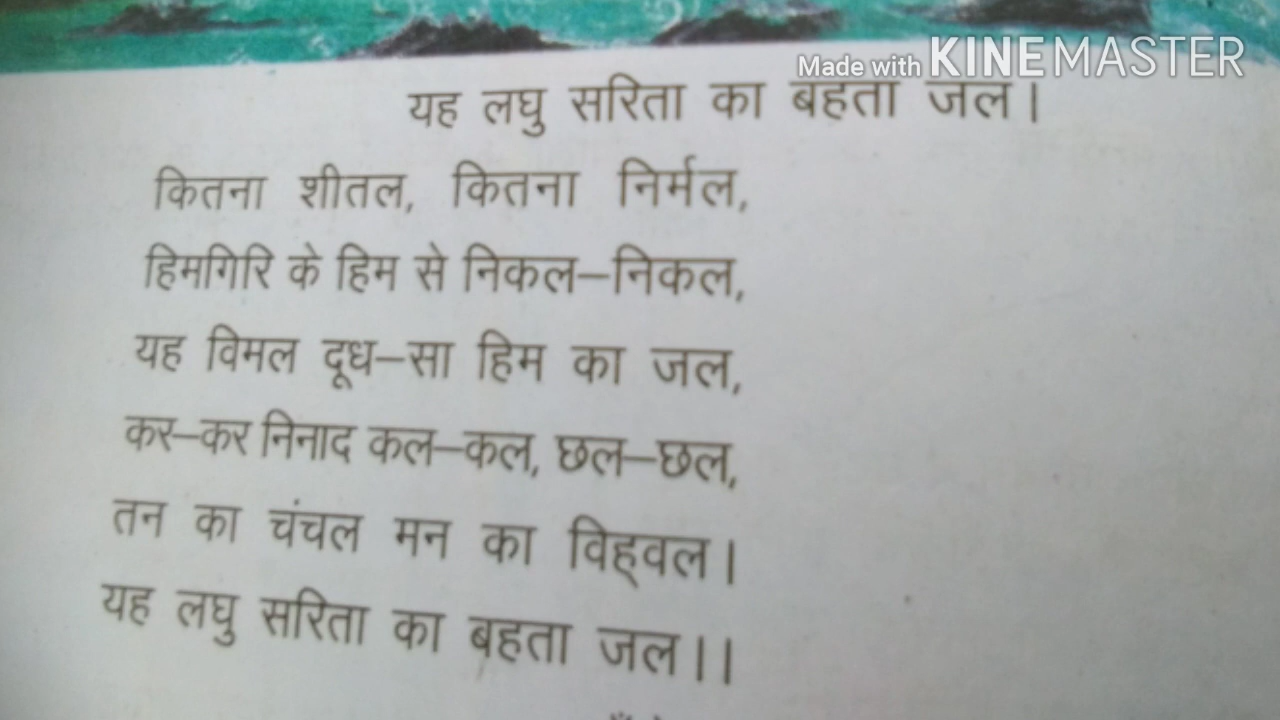 Made with KINEMASTER
यह लघु सरिता का बहता जल।
कितना शीतल, कितना निर्मल,
हिमगिरि के हिम से निकल–निकल,
यह विमल दूध–सा हिम का जल,
कर–कर निनाद कल–कल, छल–छल,
तन का चंचल मन का विह्वल।
यह लघु सरिता का बहता जल।।